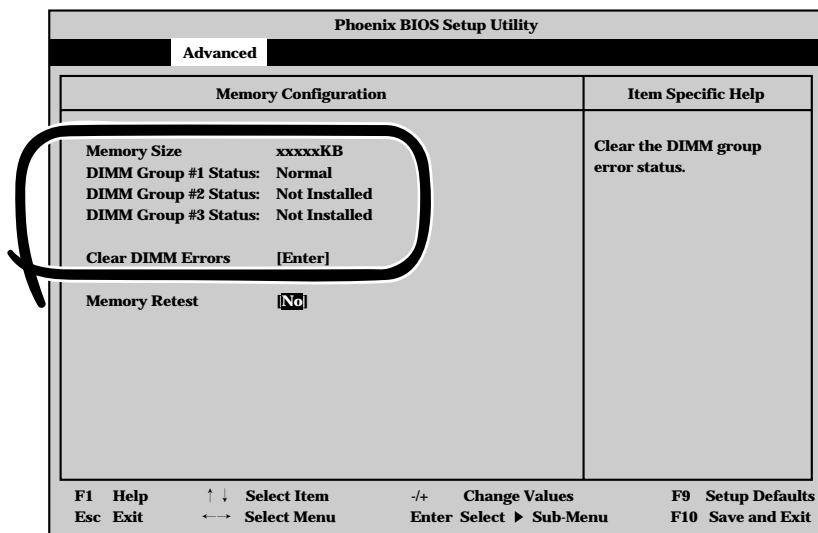 Phoenix BIOS Setup Utility
Advanced
Memory Configuration
Item Specific Help
Memory Size xxxxxKB
DIMM Group #1 Status: Normal
DIMM Group #2 Status: Not Installed
DIMM Group #3 Status: Not Installed
Clear DIMM Errors [Enter]
Memory Retest [No]
Clear the DIMM group
error status.
F1 Help ↑↓ Select Item -/+ Change Values F9 Setup Defaults
Esc Exit ←→ Select Menu Enter Select ▶ Sub-Menu F10 Save and Exit